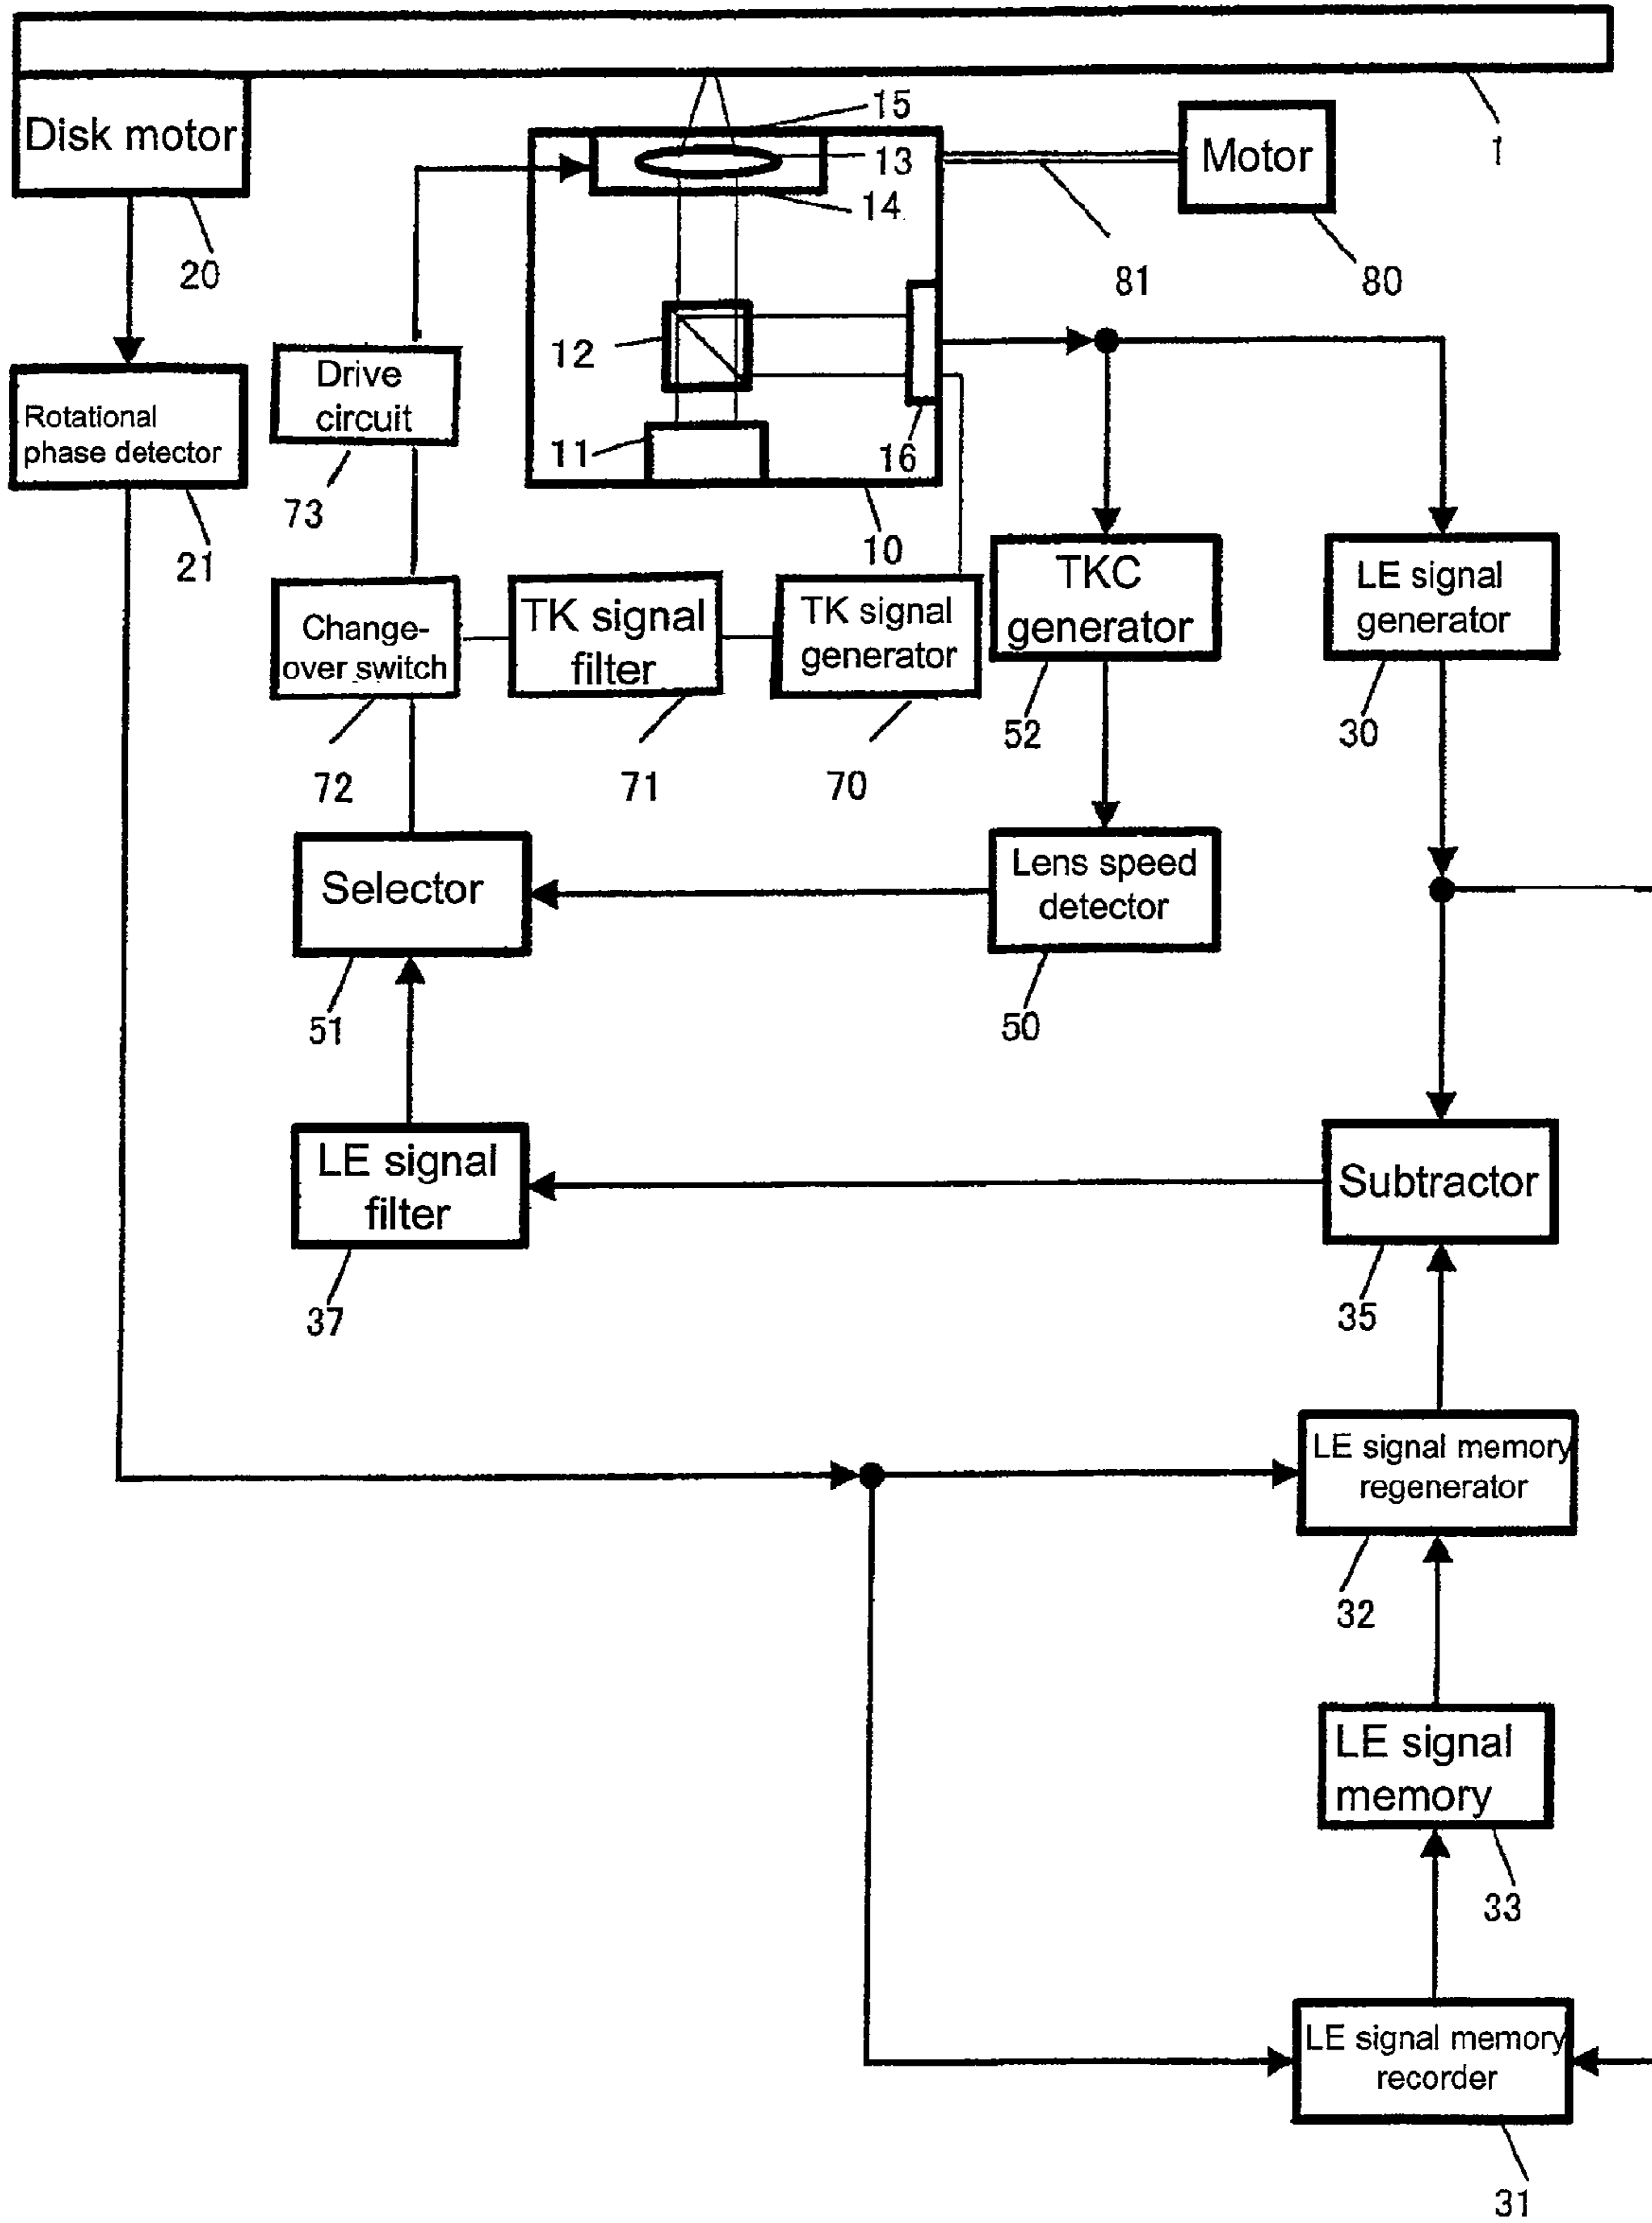 1
Disk motor
20
15
13
14
Motor
81
80
12
11
16
10
Drive
circuit
73
Rotational
phase detector
21
Change-
over switch
72
TK signal
filter
71
TK signal
generator
70
TKC
generator
52
LE signal
generator
30
Selector
51
Lens speed
detector
50
LE signal
filter
37
Subtractor
35
LE signal memory
regenerator
32
LE signal
memory
33
LE signal memory
recorder
31